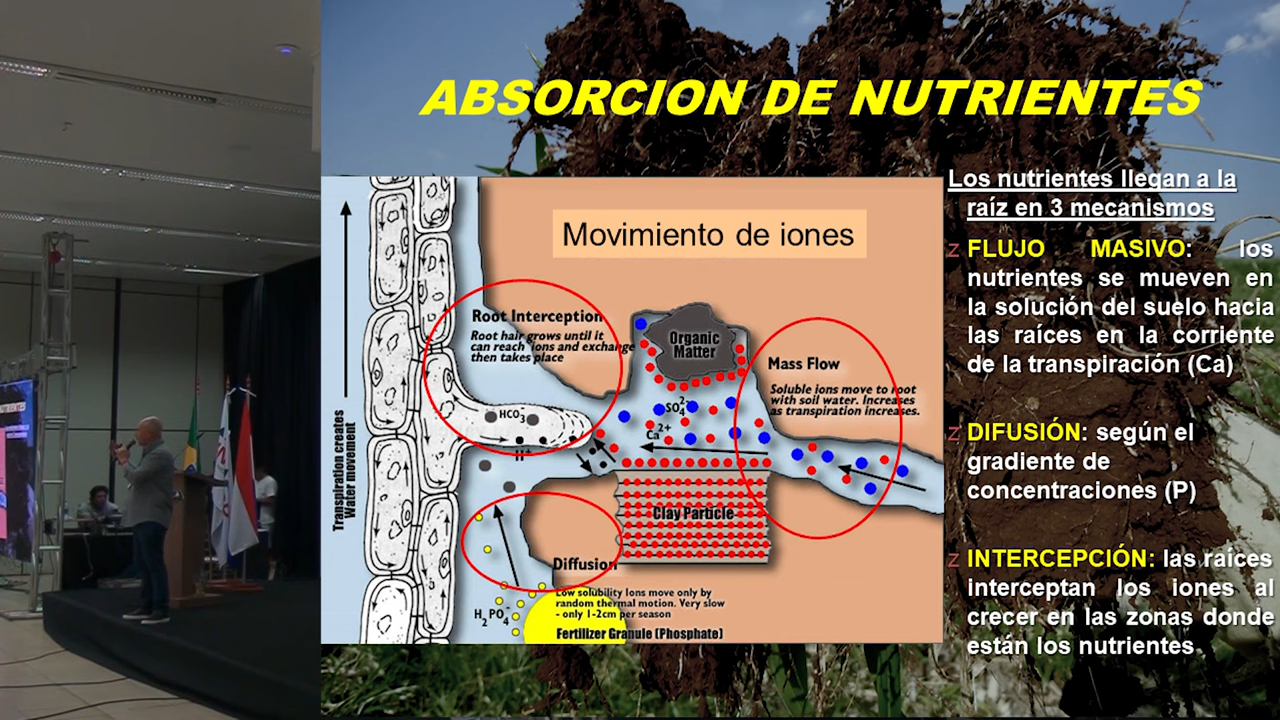 ABSORCION DE NUTRIENTES
Movimiento de iones
Root Interception
Root hair grows until it
can reach ions and exchange
then takes place
Organic
Matter
Mass Flow
Soluble ions move to root
with soil water. Increases
as transpiration increases.
SO₄²⁻
Ca²⁺
HCO₃⁻
H⁺
Transpiration creates
Water movement
Clay Particle
Diffusion
Low solubility Ions move only by
random thermal motion. Very slow
- only 1-2cm per season
H₂PO₄⁻
Fertilizer Granule (Phosphate)
Los nutrientes llegan a la
raíz en 3 mecanismos
z FLUJO MASIVO: los
nutrientes se mueven en
la solución del suelo hacia
las raíces en la corriente
de la transpiración (Ca)
z DIFUSIÓN: según el
gradiente de
concentraciones (P)
z INTERCEPCIÓN: las raíces
interceptan los iones al
crecer en las zonas donde
están los nutrientes